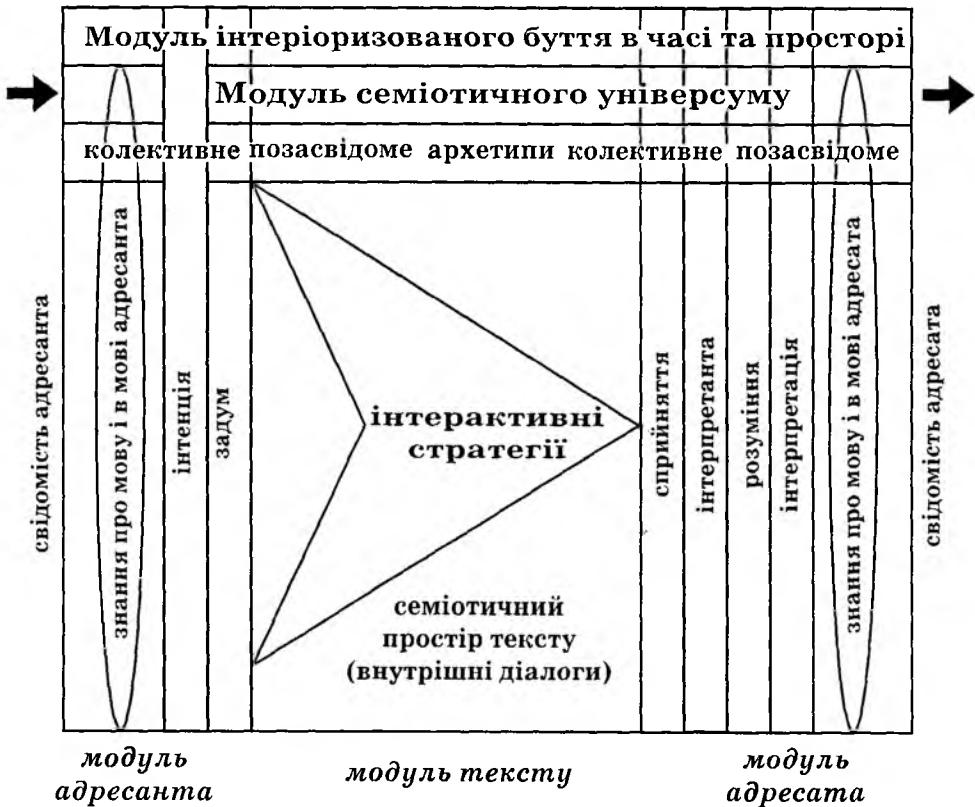 Модуль інтеріоризованого буття в часі та просторі
Модуль семіотичного універсуму
колективне позасвідоме архетипи колективне позасвідоме
свідомість адресанта
знання про мову і в мові адресанта
інтенція
задум
інтерактивні
стратегії
семіотичний
простір тексту
(внутрішні діалоги)
сприйняття
інтерпретанта
розуміння
інтерпретація
знання про мову і в мові адресата
свідомість адресата
модуль
адресанта
модуль тексту
модуль
адресата